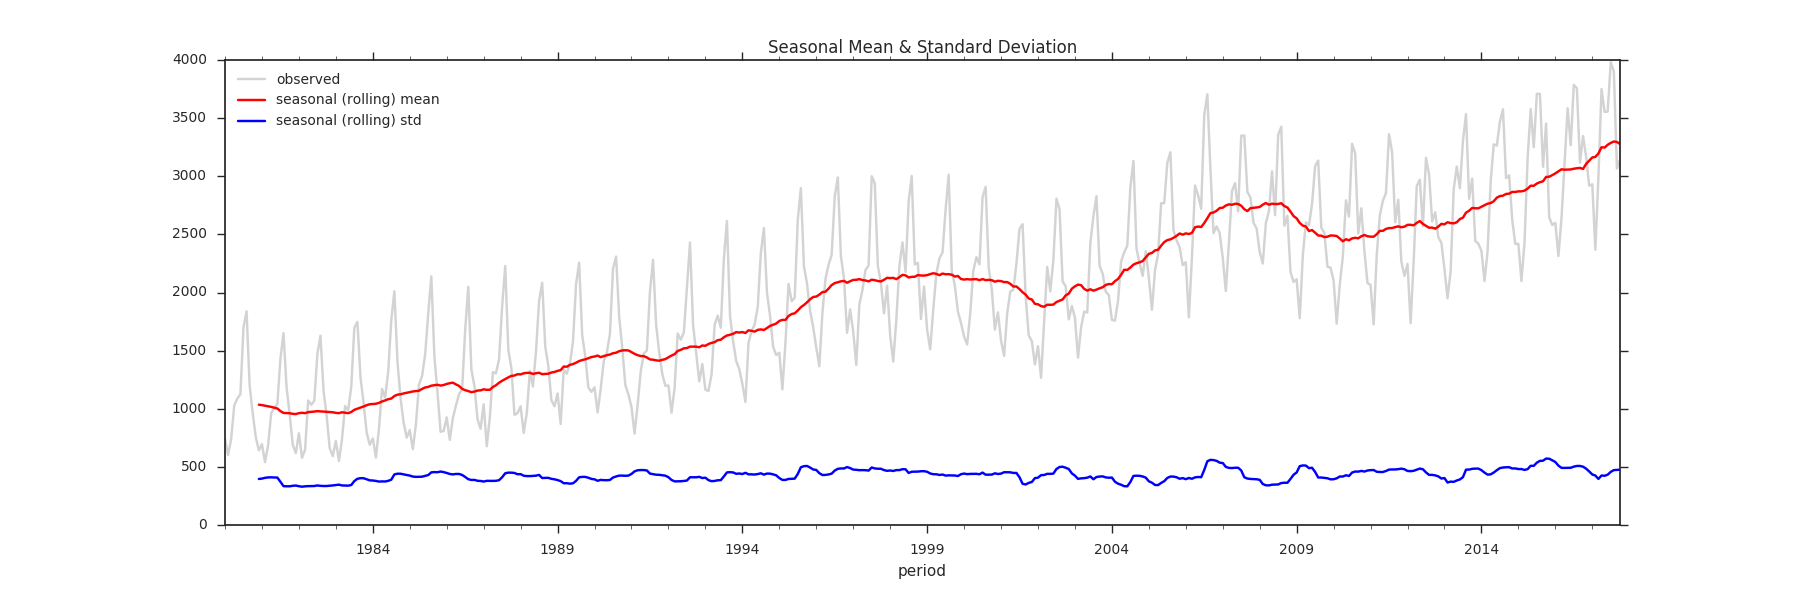 Seasonal Mean & Standard Deviation
4000
3500
3000
2500
2000
1500
1000
500
0
observed
seasonal (rolling) mean
seasonal (rolling) std
1984 1989 1994 1999 2004 2009 2014
period